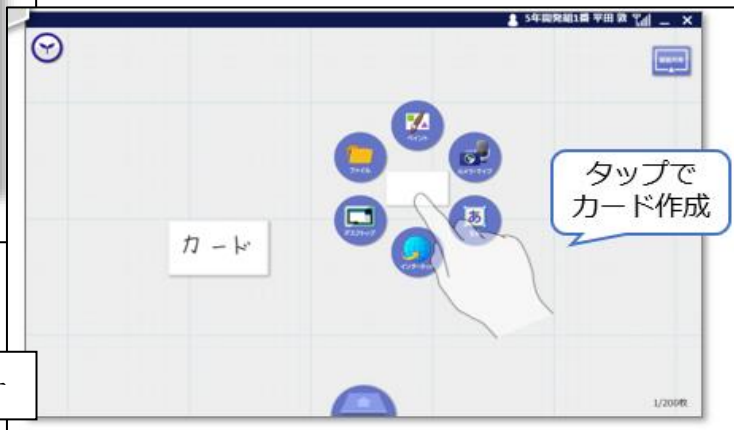 5年開発組1番 平田 敦
ペイント
ファイル
カメラ・マイク
タップで
カード作成
デスクトップ
あ
カード
インターネット
1/200枚